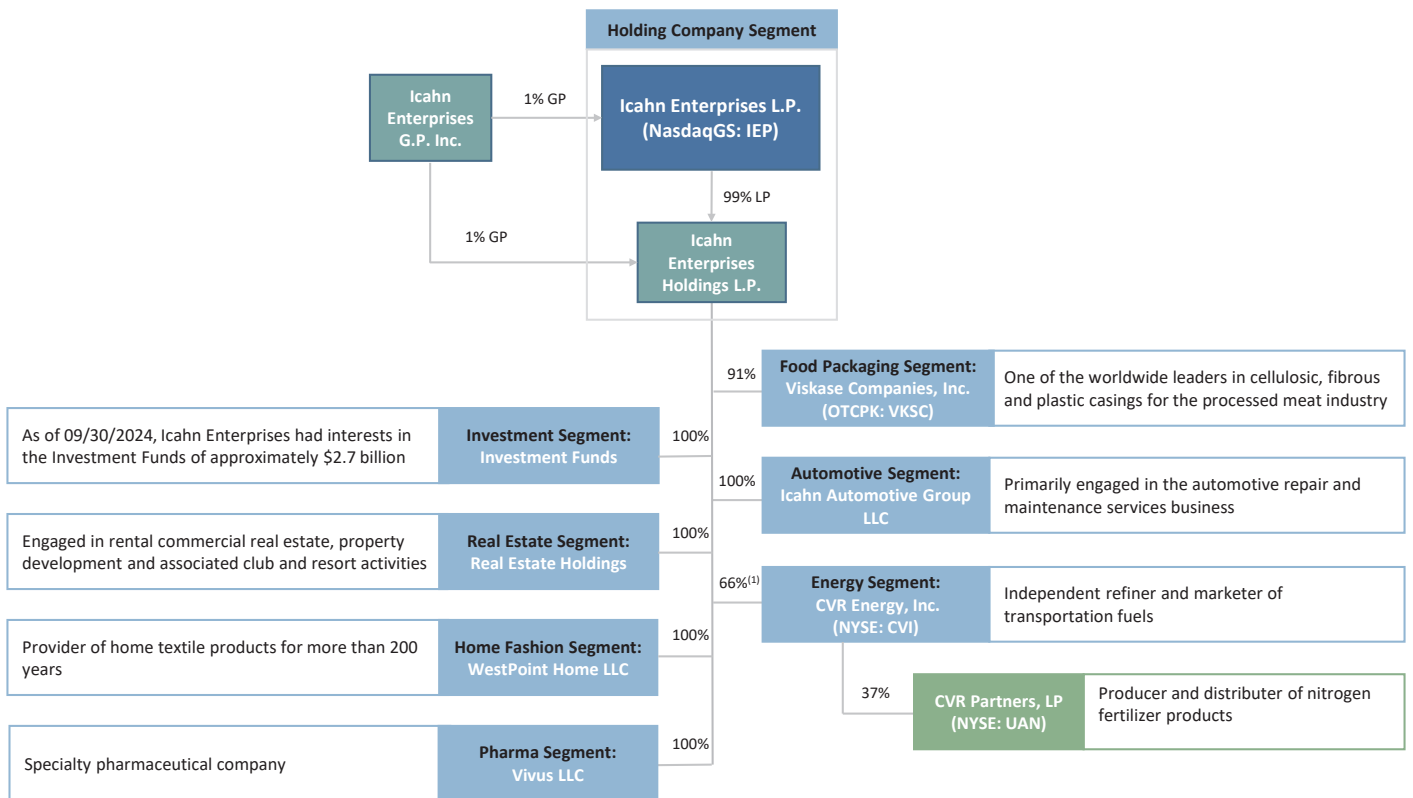 Holding Company Segment
Icahn
Enterprises
G.P. Inc.
1% GP
Icahn Enterprises L.P.
(NasdaqGS: IEP)
99% LP
1% GP
Icahn
Enterprises
Holdings L.P.
91%
Food Packaging Segment:
Viskase Companies, Inc.
(OTCPK: VKSC)
One of the worldwide leaders in cellulosic, fibrous
and plastic casings for the processed meat industry
As of 09/30/2024, Icahn Enterprises had interests in
the Investment Funds of approximately $2.7 billion
Investment Segment:
Investment Funds
100%
100%
Automotive Segment:
Icahn Automotive Group
LLC
Primarily engaged in the automotive repair and
maintenance services business
Engaged in rental commercial real estate, property
development and associated club and resort activities
Real Estate Segment:
Real Estate Holdings
100%
66%(1)
Energy Segment:
CVR Energy, Inc.
(NYSE: CVI)
Independent refiner and marketer of
transportation fuels
Provider of home textile products for more than 200
years
Home Fashion Segment:
WestPoint Home LLC
100%
37%
CVR Partners, LP
(NYSE: UAN)
Producer and distributer of nitrogen
fertilizer products
Specialty pharmaceutical company
Pharma Segment:
Vivus LLC
100%